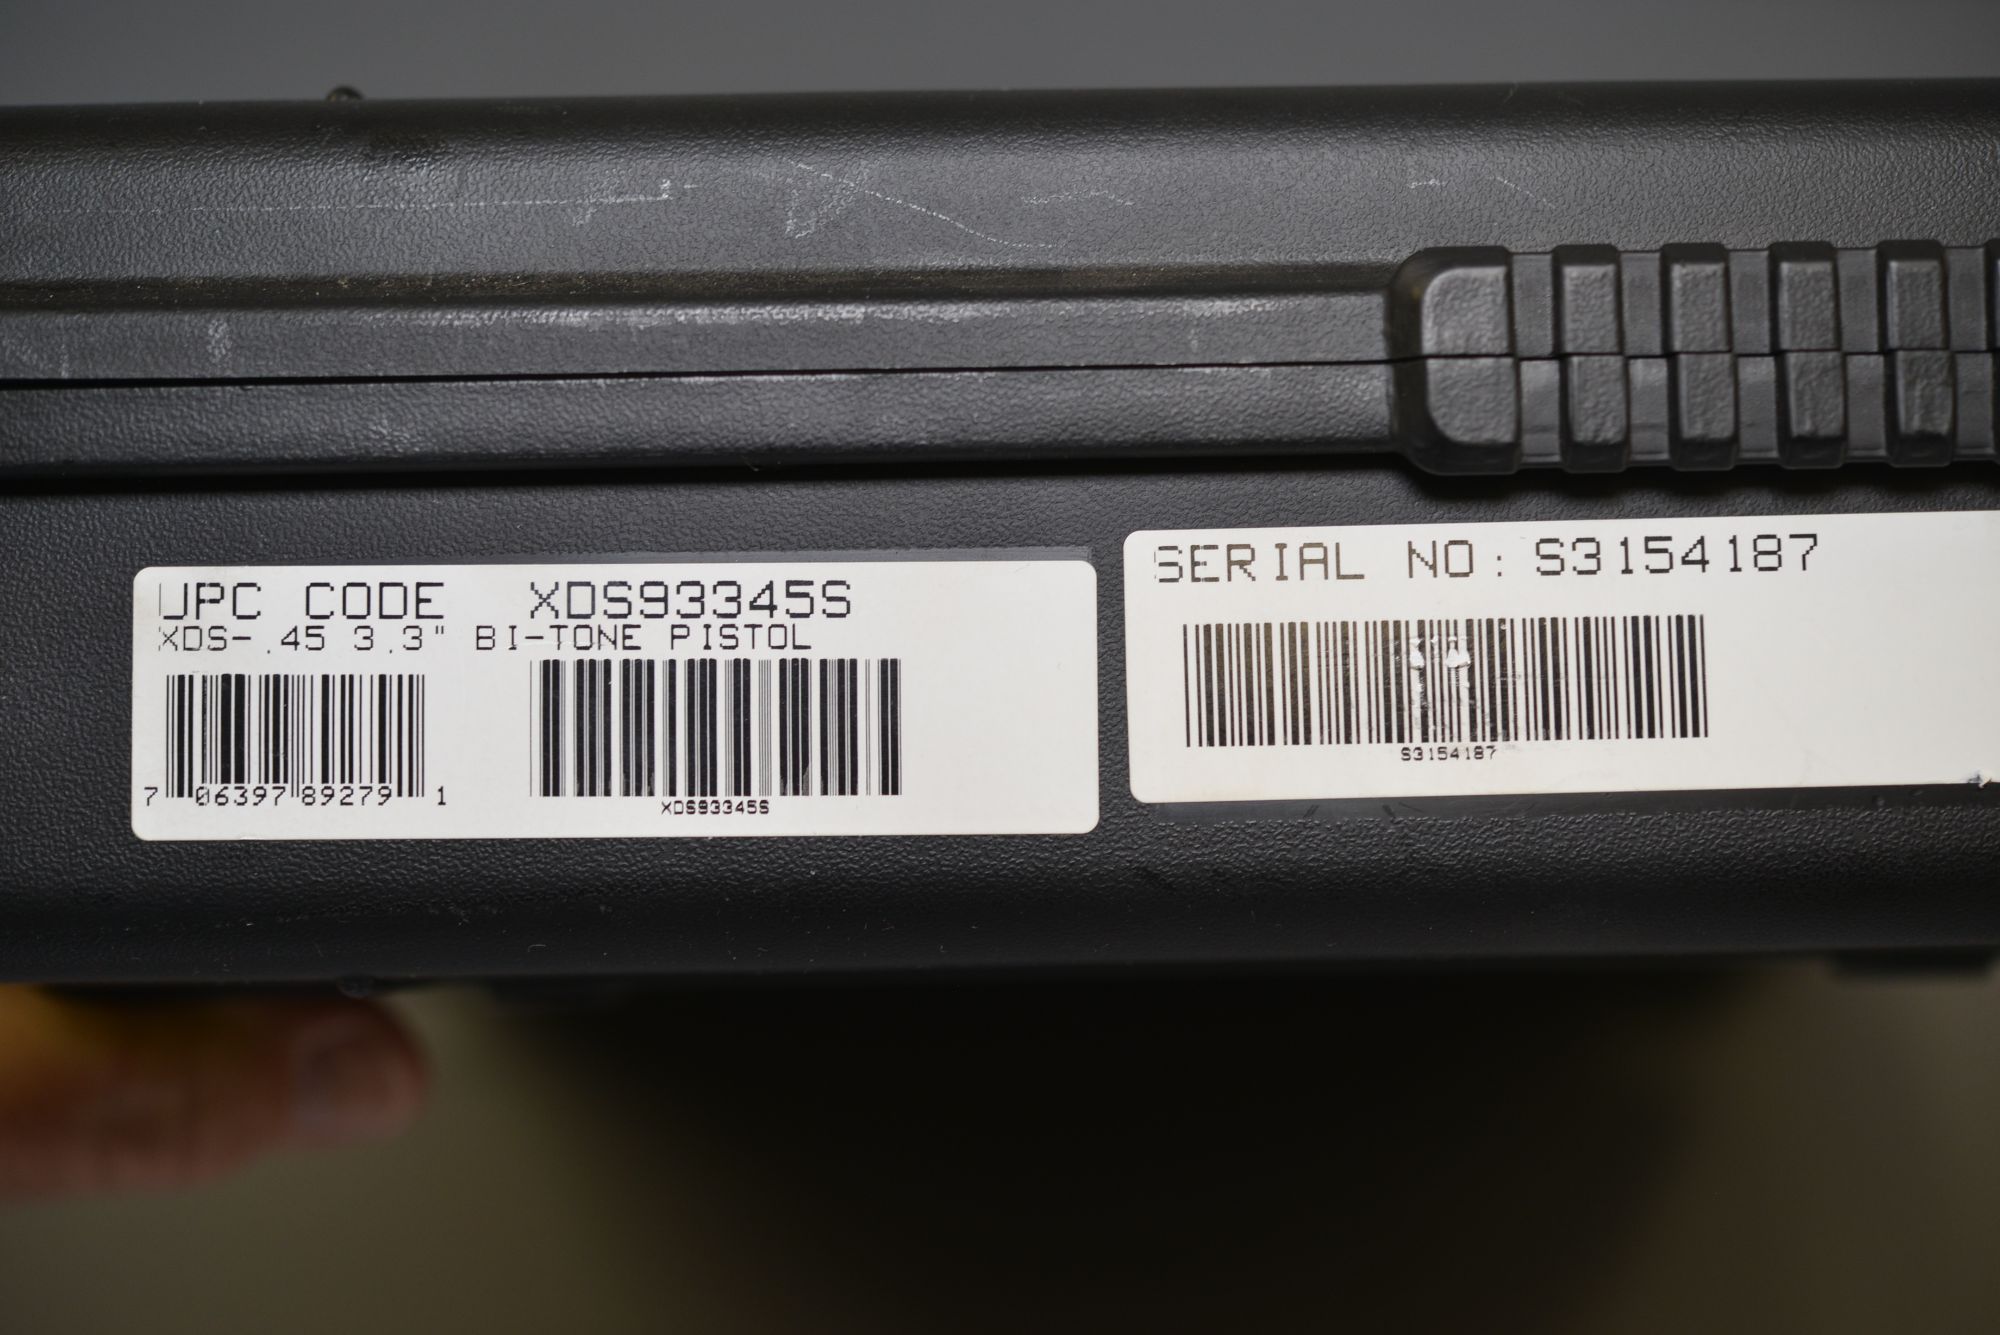 UPC CODE XDS93345S
XDS-.45 3.3" BI-TONE PISTOL
7 06397 89279 1
XDS93345S
SERIAL NO: S3154187
S3154187